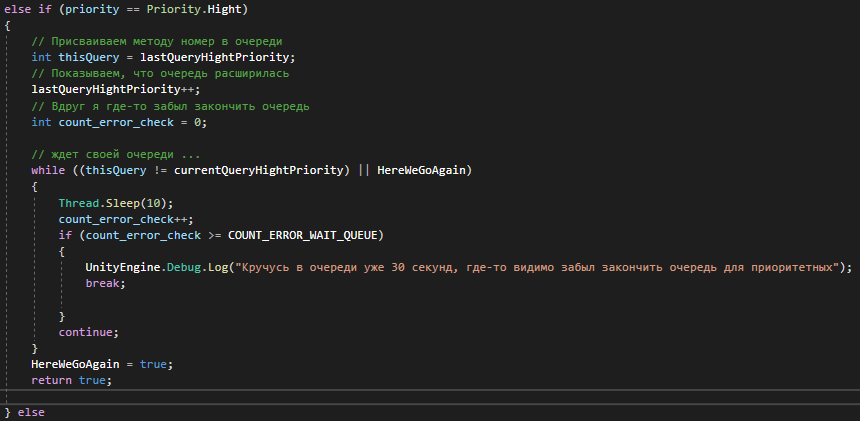 else if (priority == Priority.Hight)
{
// Присваиваем методу номер в очереди
int thisQuery = lastQueryHightPriority;
// Показываем, что очередь расширилась
lastQueryHightPriority++;
// Вдруг я где-то забыл закончить очередь
int count_error_check = 0;
// ждет своей очереди ...
while ((thisQuery != currentQueryHightPriority) || HereWeGoAgain)
{
Thread.Sleep(10);
count_error_check++;
if (count_error_check >= COUNT_ERROR_WAIT_QUEUE)
{
UnityEngine.Debug.Log("Кручусь в очереди уже 30 секунд, где-то видимо забыл закончить очередь для приоритетных");
break;
}
continue;
}
HereWeGoAgain = true;
return true;
} else